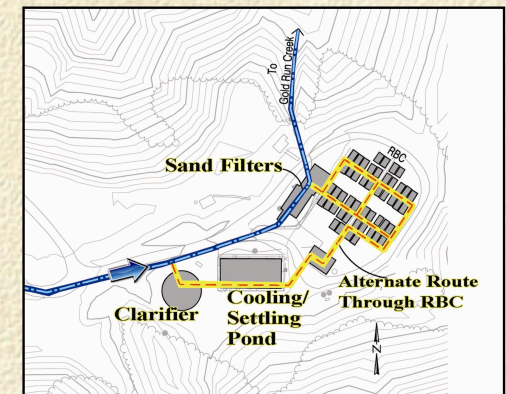 To
Gold Run Creek
RBC
Sand Filters
Alternate Route
Through RBC
Clarifier
Cooling/
Settling
Pond
N